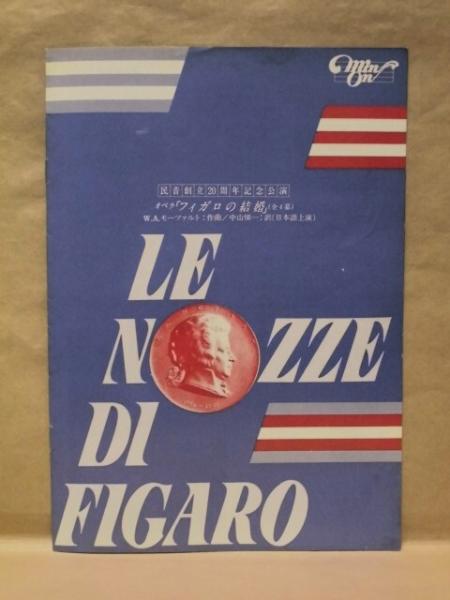 Min On
民音創立20周年記念公演
オペラ「フィガロの結婚」(全4幕)
W.A.モーツァルト:作曲/中山悌一:訳(日本語上演)
LE
NOZZE
DI
FIGARO